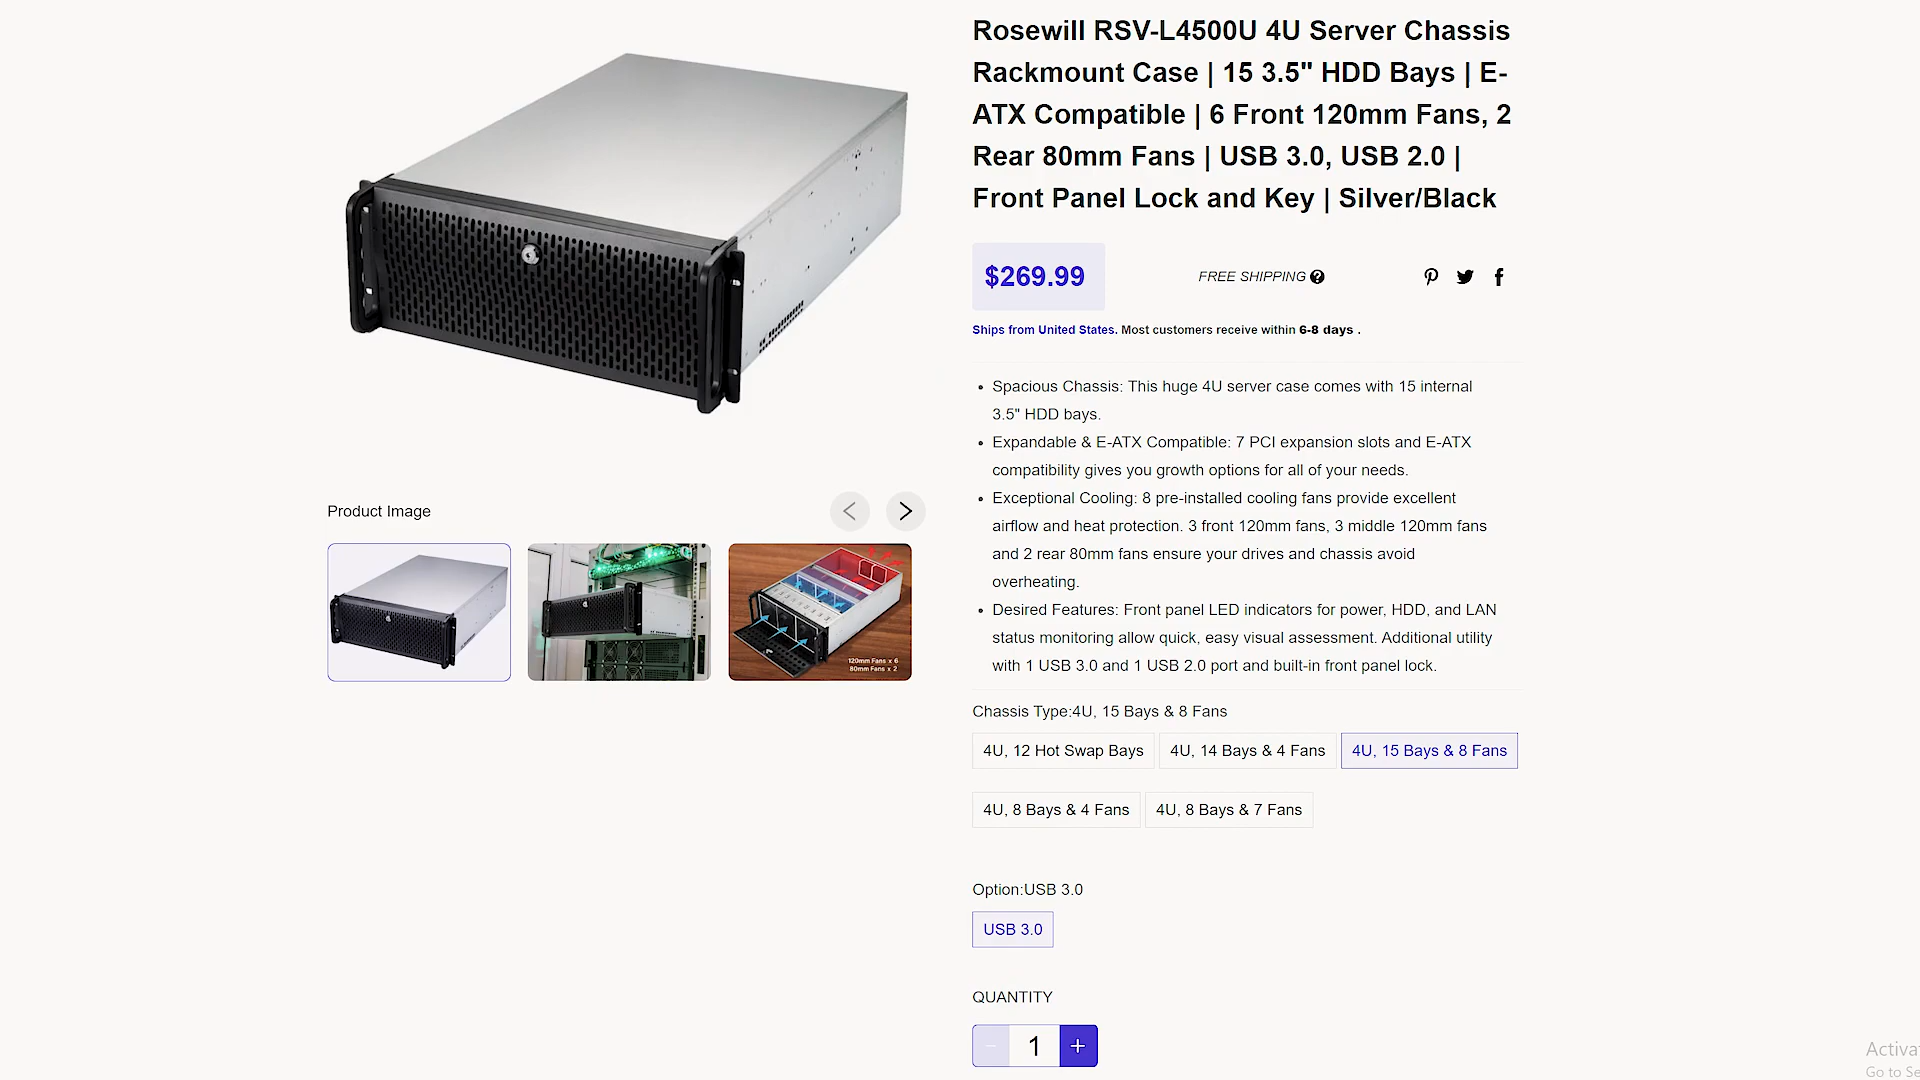 Rosewill RSV-L4500U 4U Server Chassis
Rackmount Case | 15 3.5" HDD Bays | E-
ATX Compatible | 6 Front 120mm Fans, 2
Rear 80mm Fans | USB 3.0, USB 2.0 |
Front Panel Lock and Key | Silver/Black
$269.99
FREE SHIPPING
Ships from United States. Most customers receive within 6-8 days .
• Spacious Chassis: This huge 4U server case comes with 15 internal
3.5" HDD bays.
• Expandable & E-ATX Compatible: 7 PCI expansion slots and E-ATX
compatibility gives you growth options for all of your needs.
• Exceptional Cooling: 8 pre-installed cooling fans provide excellent
airflow and heat protection. 3 front 120mm fans, 3 middle 120mm fans
and 2 rear 80mm fans ensure your drives and chassis avoid
overheating.
• Desired Features: Front panel LED indicators for power, HDD, and LAN
status monitoring allow quick, easy visual assessment. Additional utility
with 1 USB 3.0 and 1 USB 2.0 port and built-in front panel lock.
Product Image
120mm Fans x 6
80mm Fans x 2
Chassis Type:4U, 15 Bays & 8 Fans
4U, 12 Hot Swap Bays
4U, 14 Bays & 4 Fans
4U, 15 Bays & 8 Fans
4U, 8 Bays & 4 Fans
4U, 8 Bays & 7 Fans
Option:USB 3.0
USB 3.0
QUANTITY
1
Activa
Go to Se